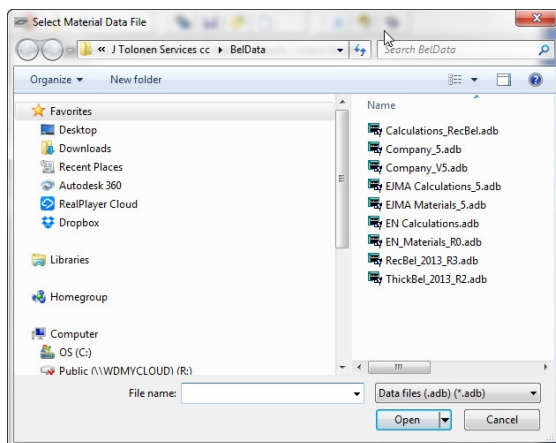 Select Material Data File
« J Tolonen Services cc ▸ BelData
Search BelData
Organize
New folder
Favorites
Desktop
Downloads
Recent Places
Autodesk 360
RealPlayer Cloud
Dropbox
Libraries
Homegroup
Computer
OS (C:)
Public (\\WDMYCLOUD) (R:)
Name
Calculations_RecBel.adb
Company_5.adb
Company_V5.adb
EJMA Calculations_5.adb
EJMA Materials_5.adb
EN Calculations.adb
EN_Materials_R0.adb
RecBel_2013_R3.adb
ThickBel_2013_R2.adb
File name:
Data files (.adb) (*.adb)
Open
Cancel